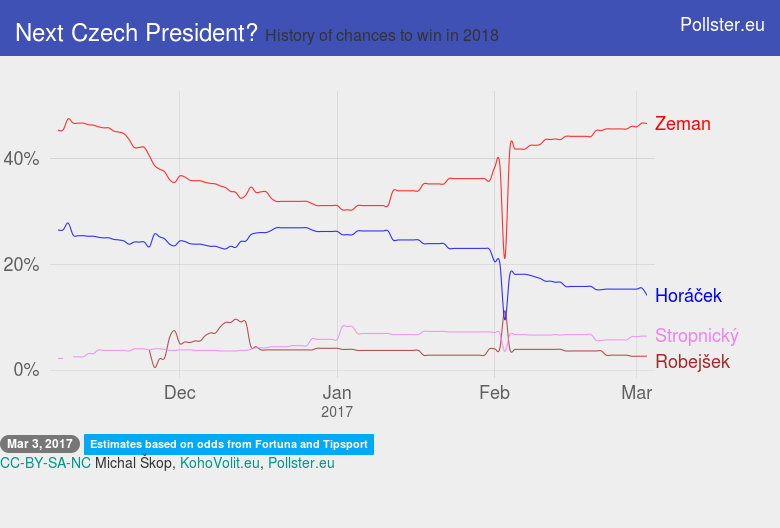 Next Czech President? History of chances to win in 2018
Pollster.eu
Zeman
40%
20%
Horáček
Stropnický
Robejšek
0%
Dec Jan Feb Mar
2017
Mar 3, 2017 Estimates based on odds from Fortuna and Tipsport
CC-BY-SA-NC Michal Škop, KohoVolit.eu, Pollster.eu